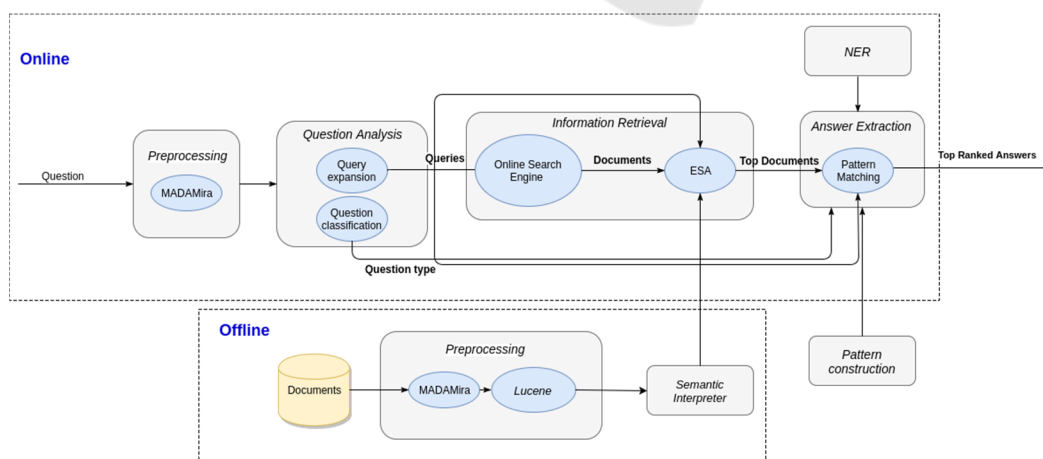 Online
NER
Question
Preprocessing
MADAMira
Question Analysis
Query
expansion
Question
classification
Queries
Information Retrieval
Online Search
Engine
Documents
ESA
Top Documents
Answer Extraction
Pattern
Matching
Top Ranked Answers
Question type
Offline
Documents
Preprocessing
MADAMira
Lucene
Semantic
Interpreter
Pattern
construction